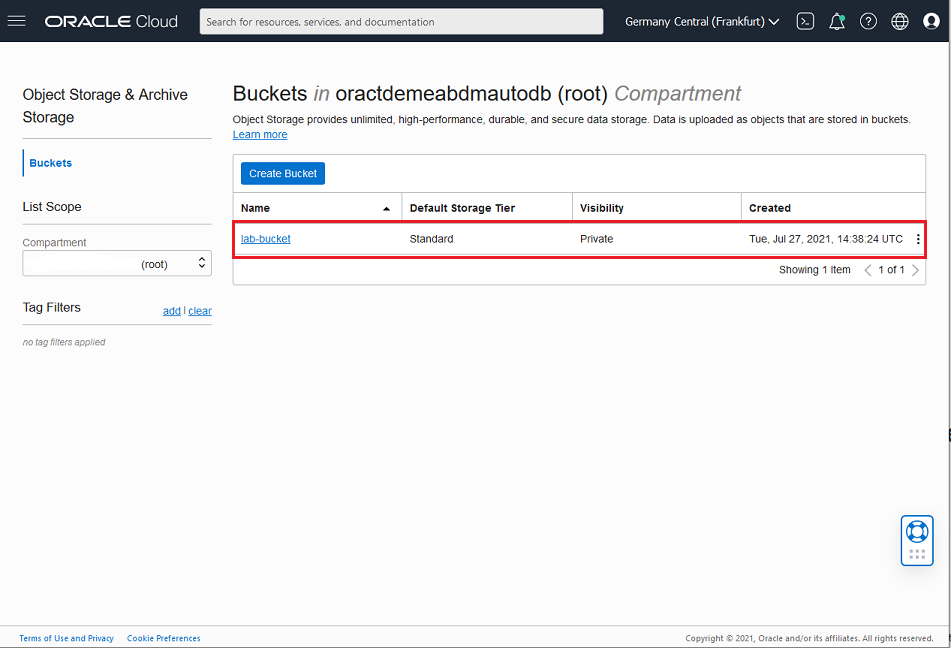 ORACLE Cloud
Search for resources, services, and documentation
Germany Central (Frankfurt)
Object Storage & Archive
Storage
Buckets
List Scope
Compartment
(root)
Tag Filters
add | clear
no tag filters applied
Buckets in oractdemeabdmautodb (root) Compartment
Object Storage provides unlimited, high-performance, durable, and secure data storage. Data is uploaded as objects that are stored in buckets.
Learn more
Create Bucket
Name Default Storage Tier Visibility Created
lab-bucket Standard Private Tue, Jul 27, 2021, 14:38:24 UTC
Showing 1 Item 1 of 1
Terms of Use and Privacy Cookie Preferences
Copyright © 2021, Oracle and/or its affiliates. All rights reserved.